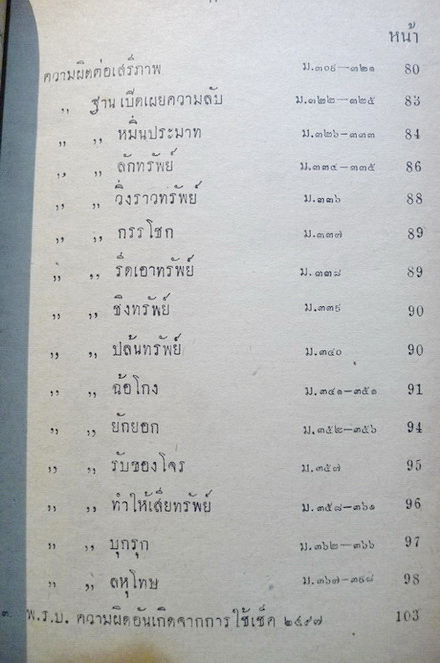 หน้า
ความผิดต่อเสรีภาพ ม.๓๐๙—๓๒๑ 80
,, ฐานเปิดเผยความลับ ม.๓๒๒—๓๒๕ 83
,, ,, หมิ่นประมาท ม.๓๒๖-๓๓๓ 84
,, ,, ลักทรัพย์ ม.๓๓๔—๓๓๕ 86
,, ,, วิ่งราวทรัพย์ ม.๓๓๖ 88
,, ,, กรรโชก ม.๓๓๗ 89
,, ,, รีดเอาทรัพย์ ม.๓๓๘ 89
,, ,, ชิงทรัพย์ ม.๓๓๙ 90
,, ,, ปล้นทรัพย์ ม.๓๔๐ 90
,, ,, ฉ้อโกง ม.๓๔๑—๓๕๑ 91
,, ,, ยักยอก ม.๓๕๒—๓๕๖ 94
,, ,, รับของโจร ม.๓๕๗ 95
,, ,, ทำให้เสียทรัพย์ ม.๓๕๘—๓๖๑ 96
,, ,, บุกรุก ม.๓๖๒—๓๖๖ 97
,, ,, ลหุโทษ ม.๓๖๗—๓๙๘ 98
พ.ร.บ. ความผิดอันเกิดจากการใช้เช็ค ๒๔๙๗ 103